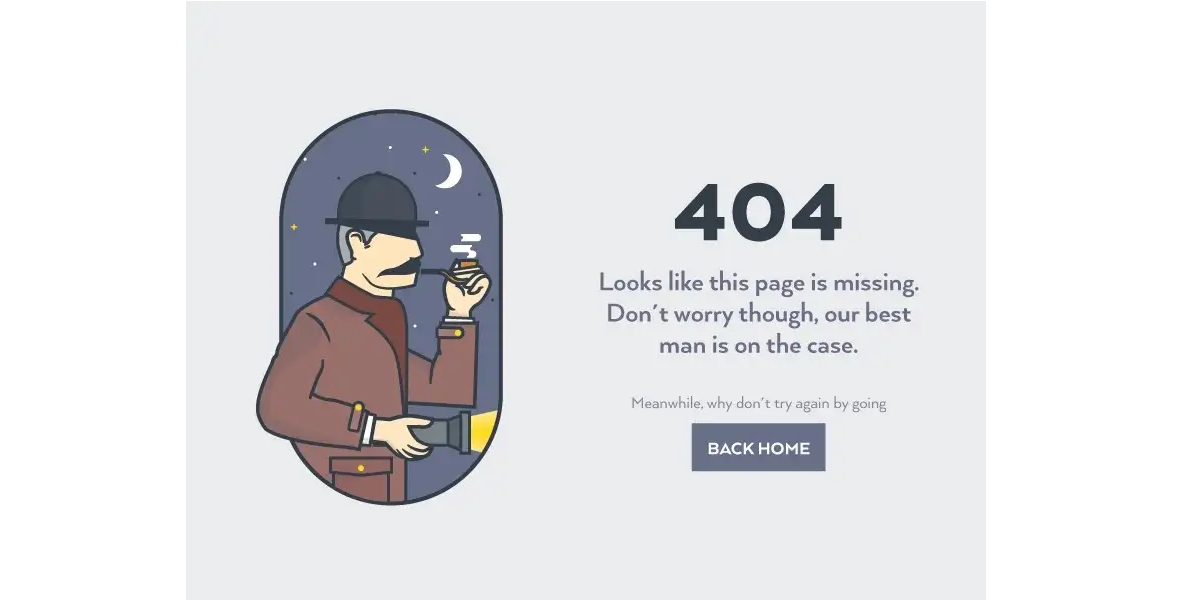 404
Looks like this page is missing.
Don't worry though, our best
man is on the case.
Meanwhile, why don't try again by going
BACK HOME